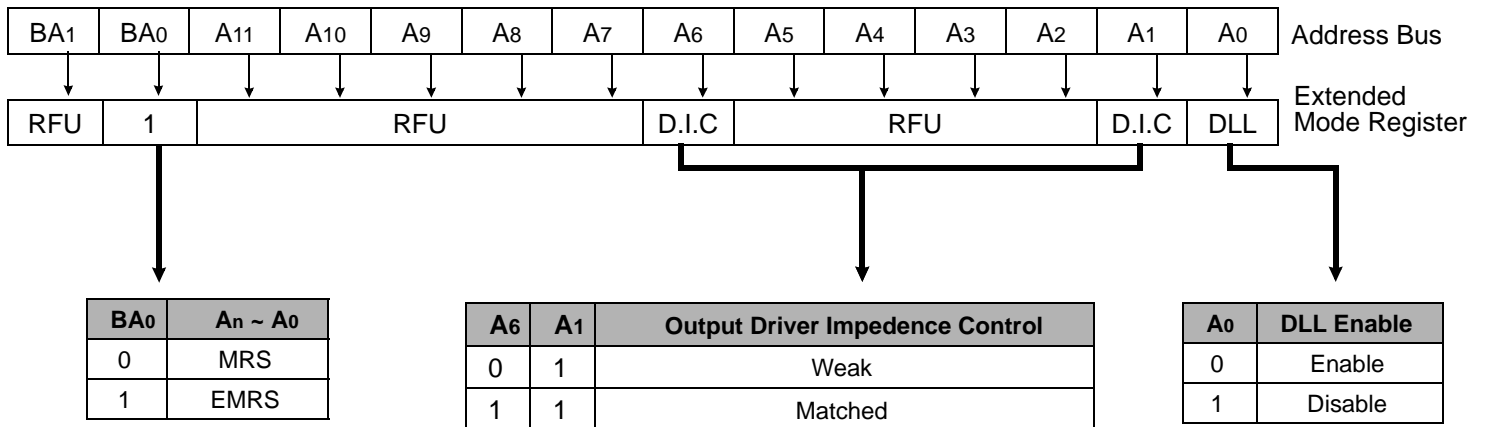 BA1 BA0 A11 A10 A9 A8 A7 A6 A5 A4 A3 A2 A1 A0 Address Bus
RFU 1 RFU D.I.C RFU D.I.C DLL Extended
Mode Register
BA0 An ~ A0
0 MRS
1 EMRS
A6 A1 Output Driver Impedence Control
0 1 Weak
1 1 Matched
A0 DLL Enable
0 Enable
1 Disable